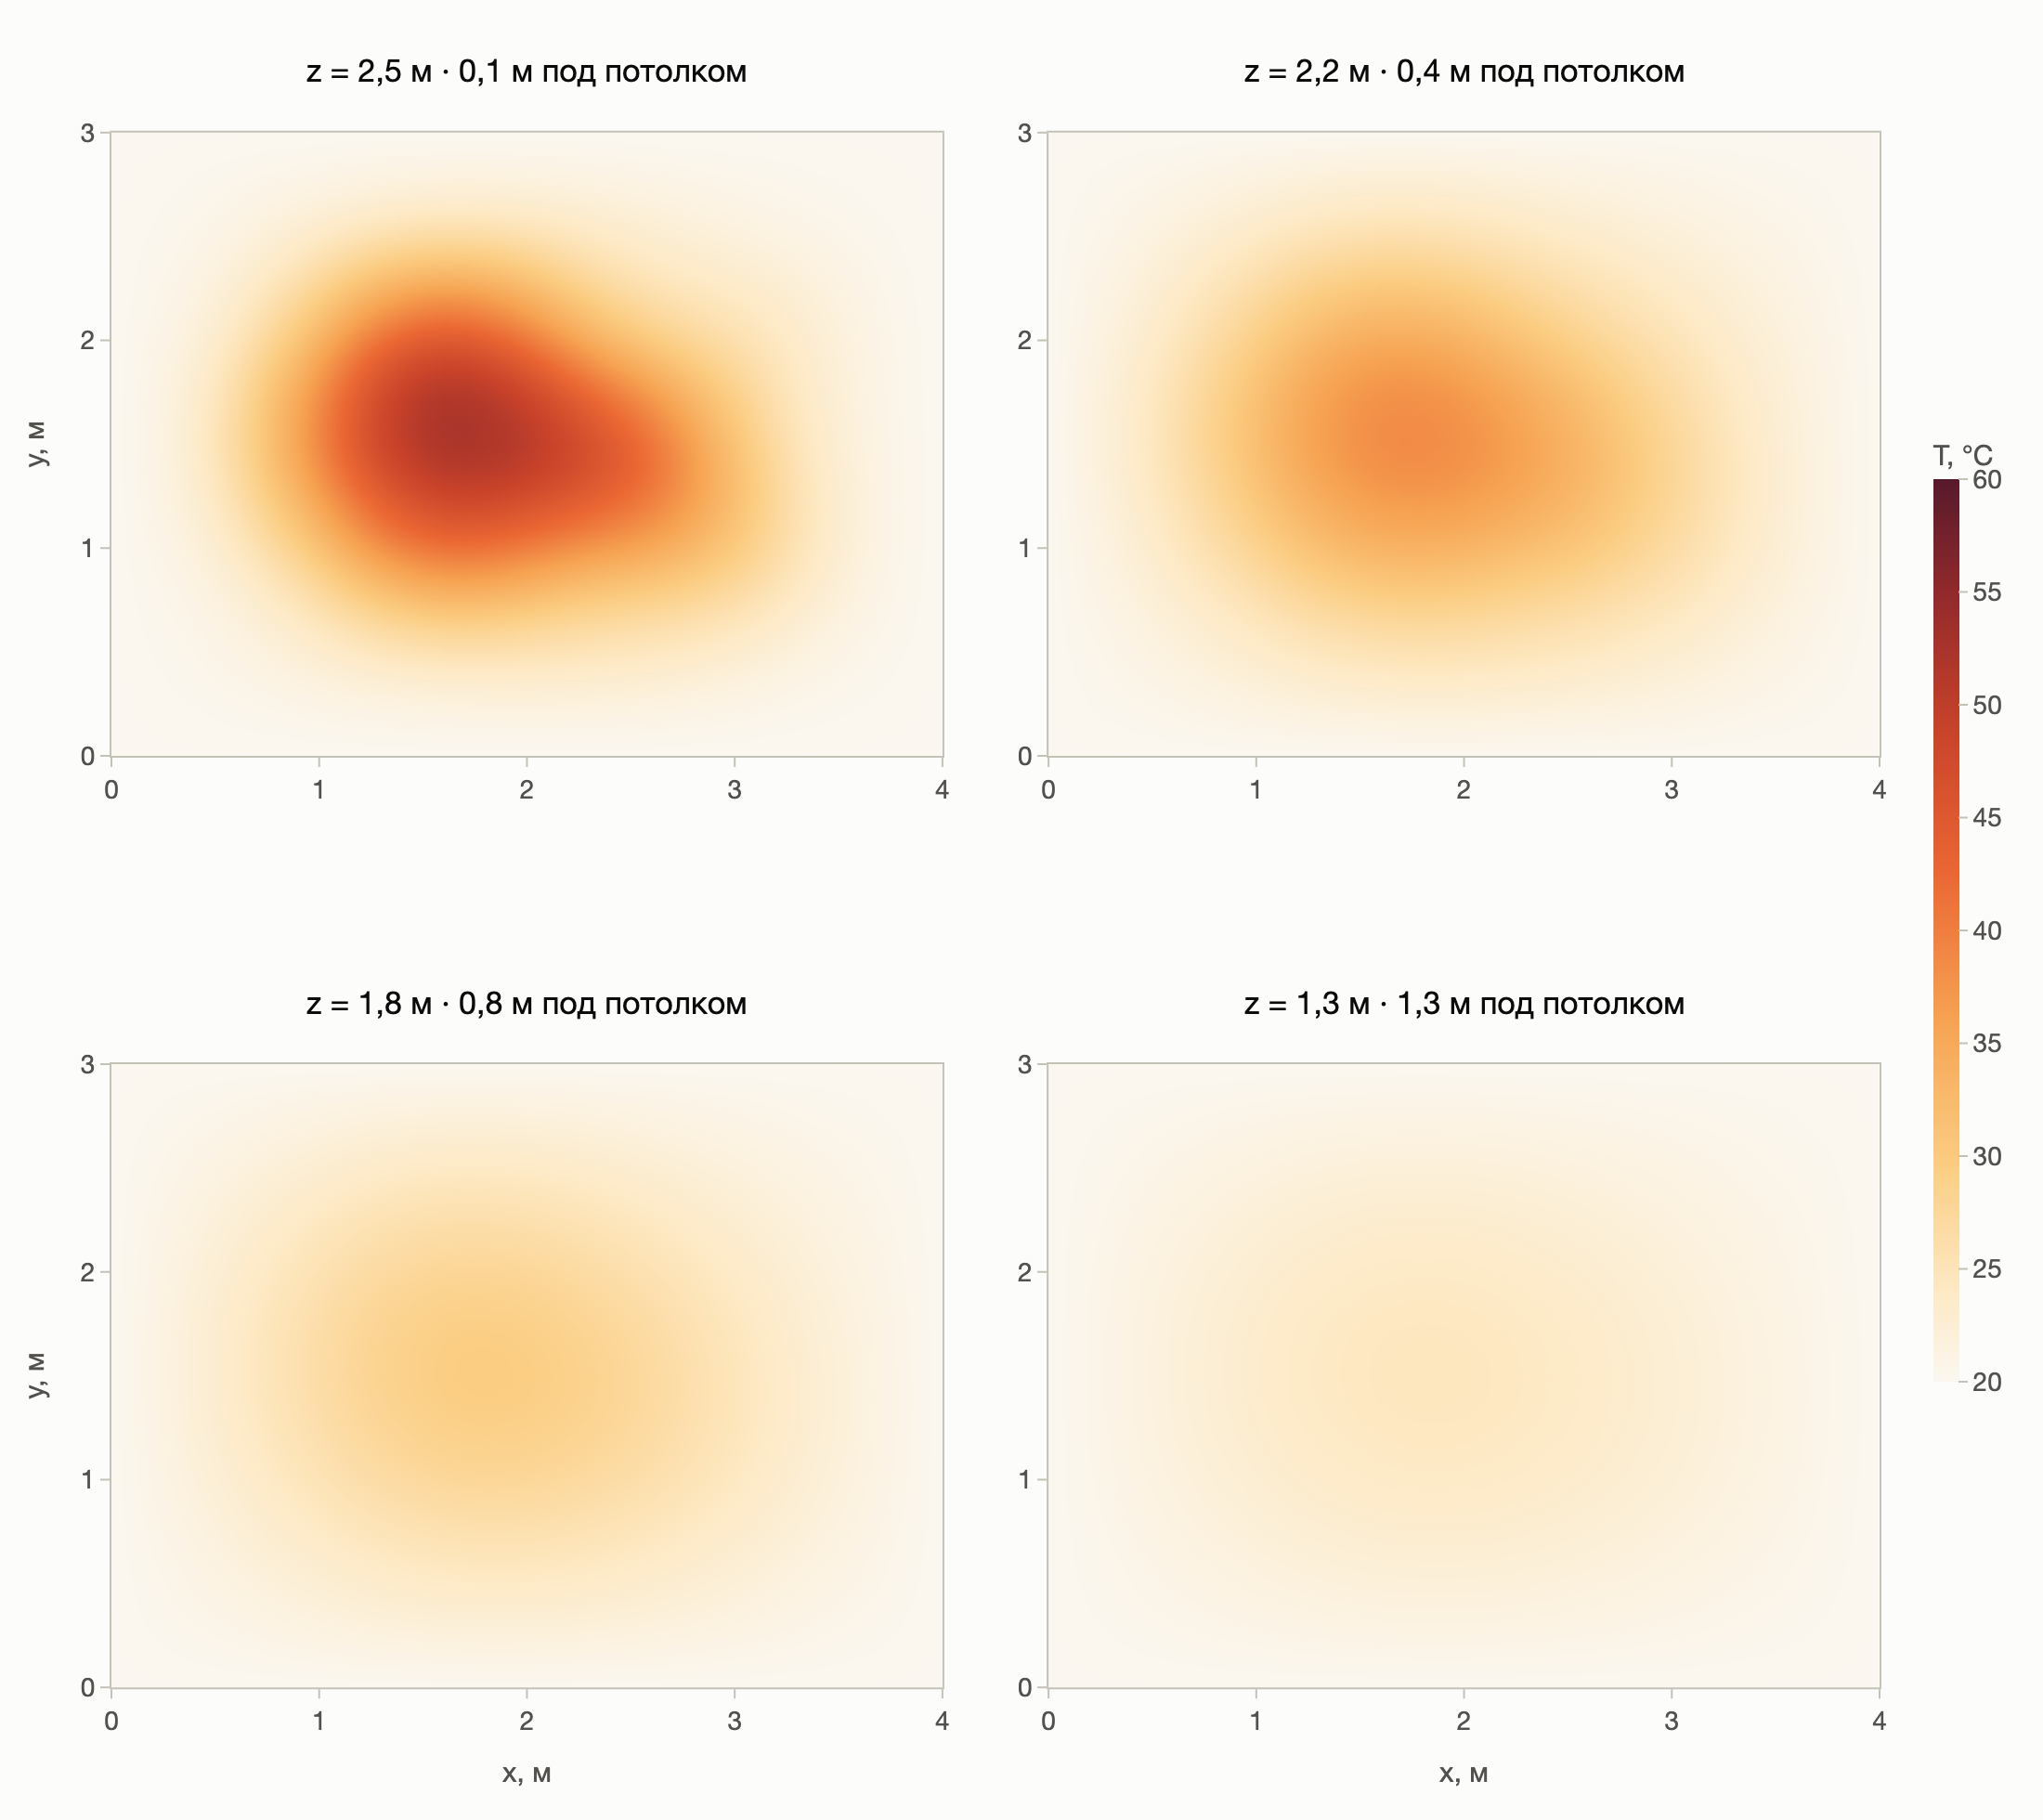 z = 2,5 м · 0,1 м под потолком
z = 2,2 м · 0,4 м под потолком
3
2
1
0
y, м
0 1 2 3 4
3
2
1
0
0 1 2 3 4
T, °C
60
55
50
45
40
35
30
25
20
z = 1,8 м · 0,8 м под потолком
z = 1,3 м · 1,3 м под потолком
3
2
1
0
y, м
0 1 2 3 4
x, м
3
2
1
0
0 1 2 3 4
x, м